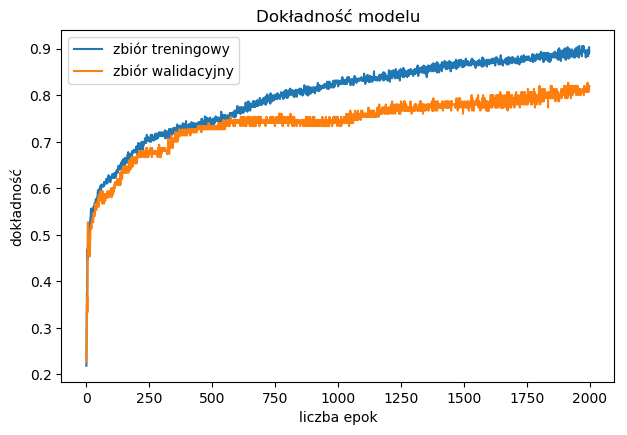 Dokładność modelu
zbiór treningowy
zbiór walidacyjny
dokładność
0.9
0.8
0.7
0.6
0.5
0.4
0.3
0.2
0 250 500 750 1000 1250 1500 1750 2000
liczba epok